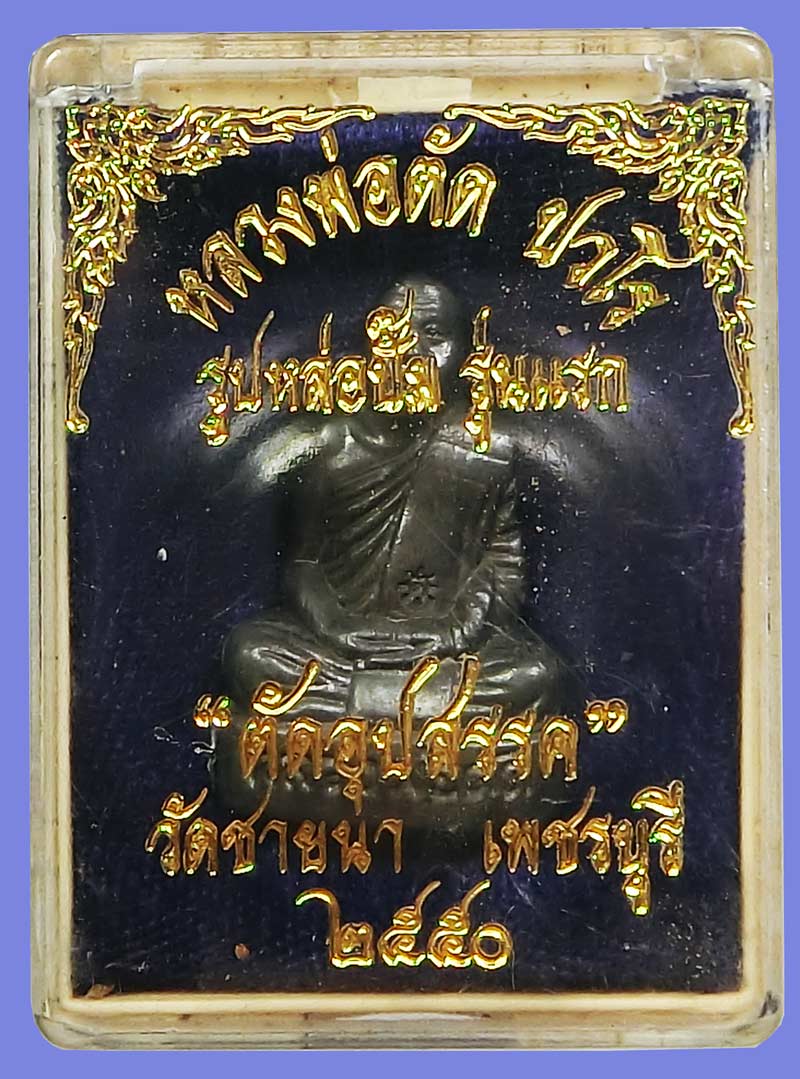 หลวงพ่อตัด ปวโร
รูปหล่อปั๊ม รุ่นแรก
“ตัดอุปสรรค”
วัดชายนา เพชรบุรี
๒๕๕๐